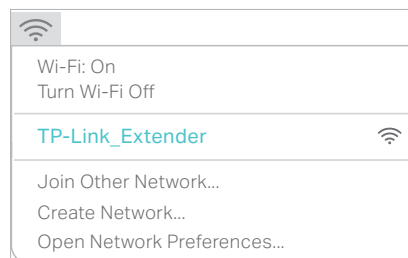 Wi-Fi: On
Turn Wi-Fi Off
TP-Link_Extender
Join Other Network...
Create Network...
Open Network Preferences...